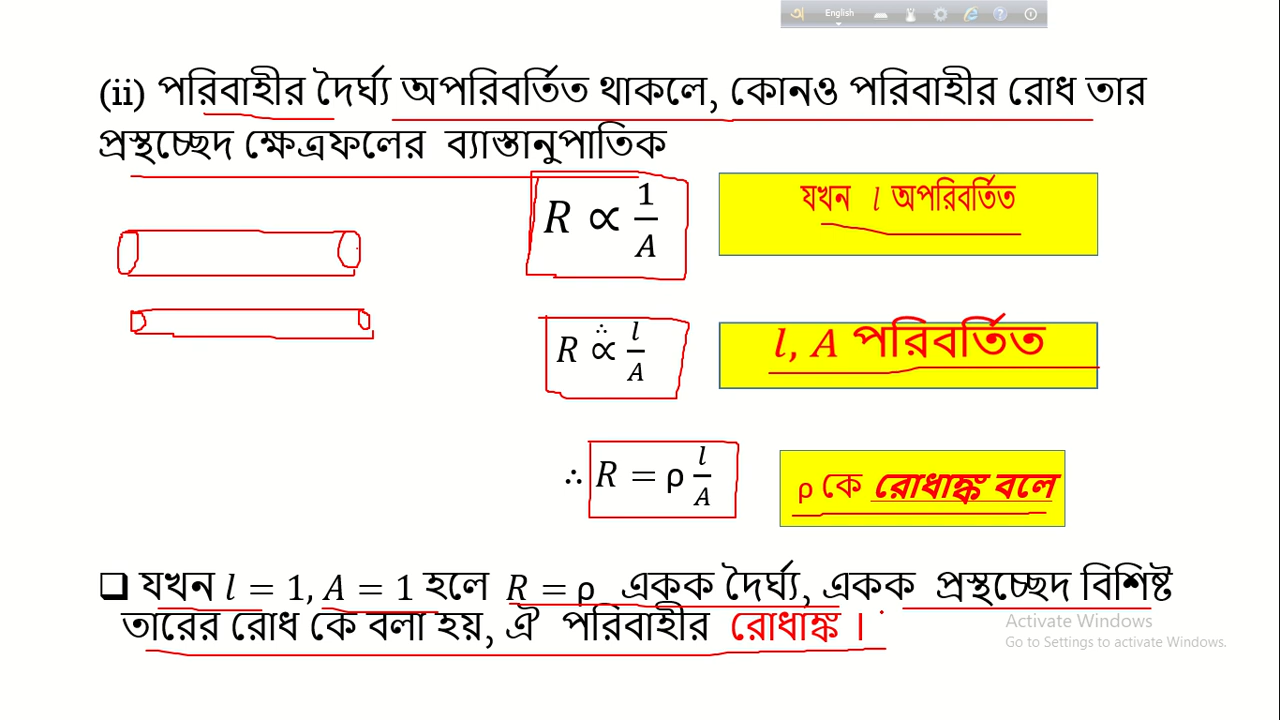 English
(ii) পরিবাহীর দৈর্ঘ্য অপরিবর্তিত থাকলে, কোনও পরিবাহীর রোধ তার
প্রস্থচ্ছেদ ক্ষেত্রফলের ব্যাস্তানুপাতিক
R ∝ 1/A
যখন l অপরিবর্তিত
∴ R ∝ l/A
l, A পরিবর্তিত
∴ R = ρ l/A
ρ কে রোধাঙ্ক বলে
❑ যখন l = 1, A = 1 হলে R = ρ একক দৈর্ঘ্য, একক প্রস্থচ্ছেদ বিশিষ্ট
তারের রোধ কে বলা হয়, ঐ পরিবাহীর রোধাঙ্ক ।
Activate Windows
Go to Settings to activate Windows.